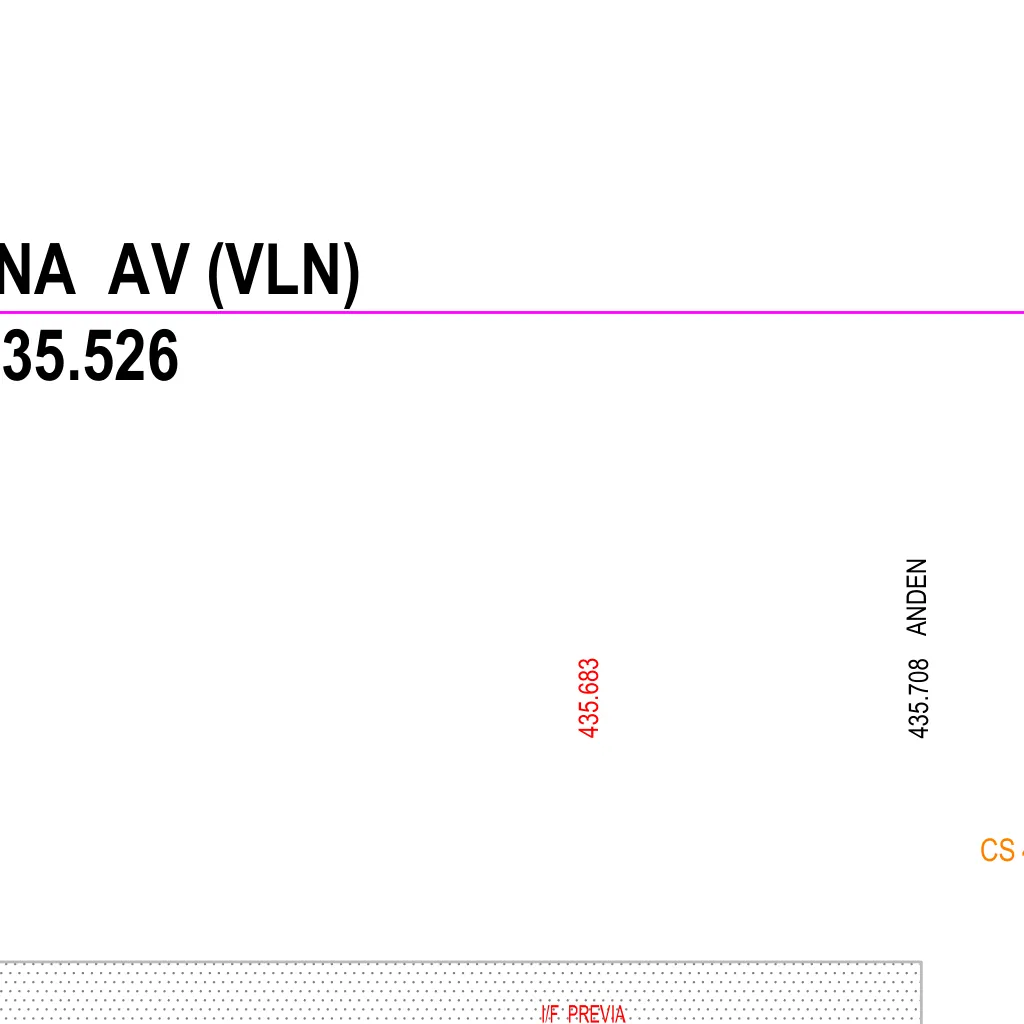 NA AV (VLN)
35.526
ANDEN
435.683
435.708
CS
I/F PREVIA